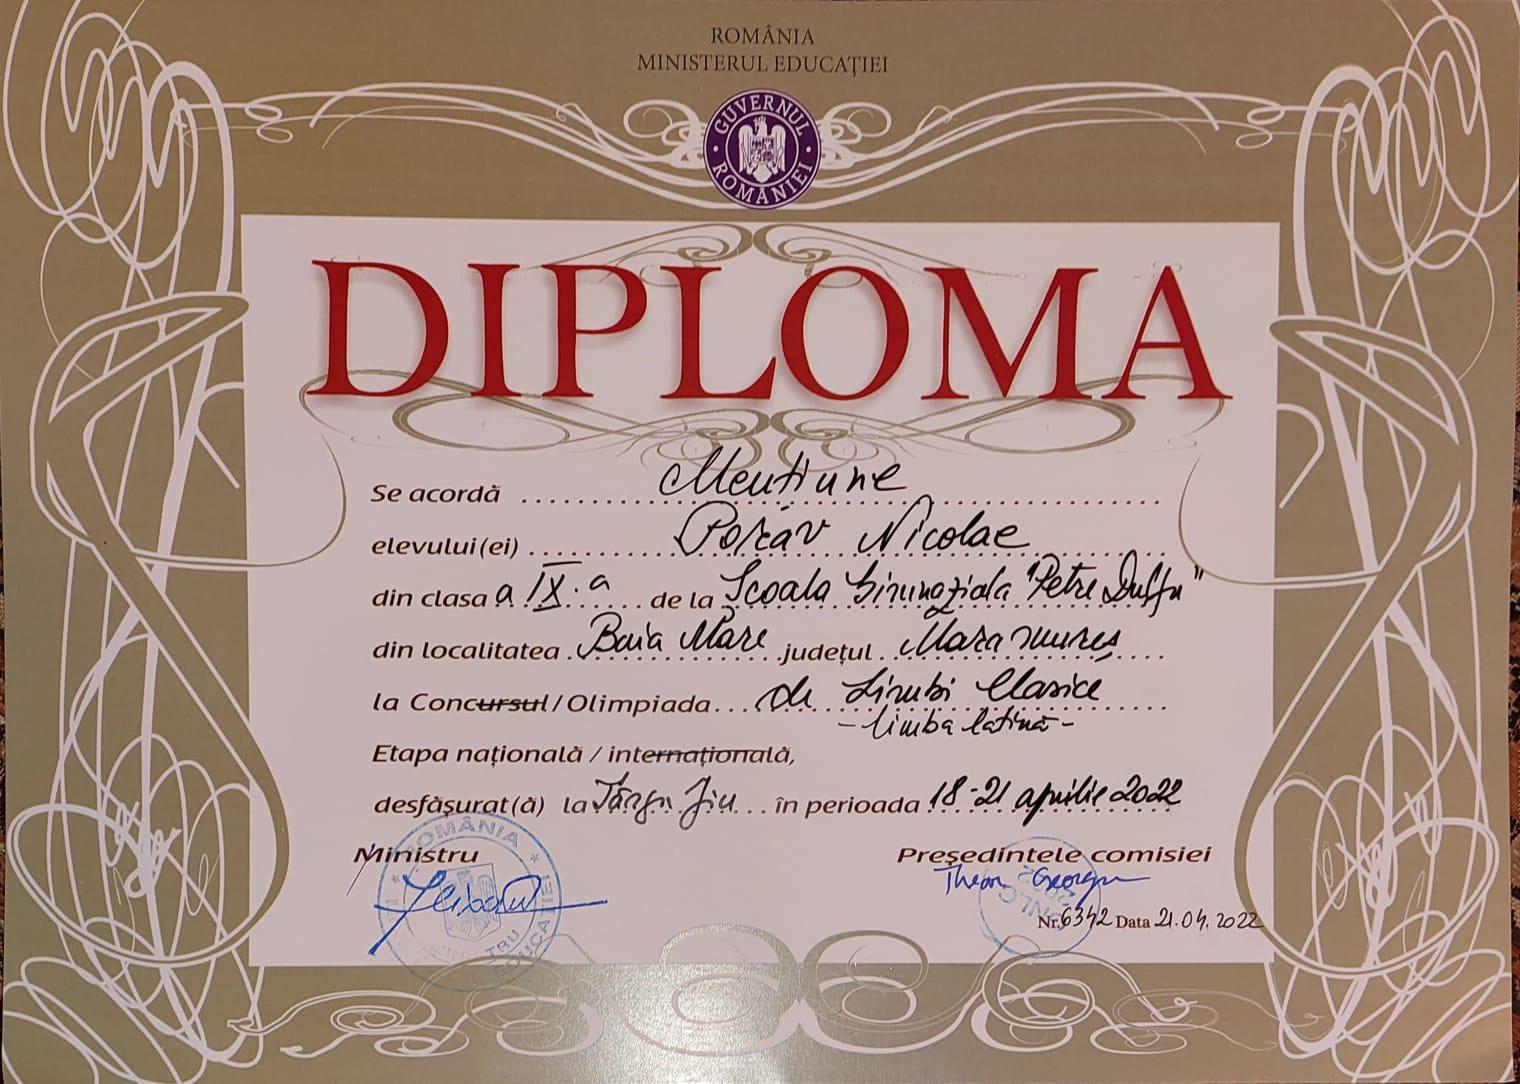 ROMÂNIA
MINISTERUL EDUCAȚIEI
GUVERNUL ROMÂNIEI
DIPLOMA
Se acordă Mențiune
elevului(ei) Nicolae
din clasa a IX-a de la Școala Gimnazială "Petre Dulfu"
din localitatea Baia Mare județul Maramureș
la Concursul/Olimpiada de Limbi Clasice
- limba latină -
Etapa națională / internațională,
desfășurat(ă) la Târgu Jiu în perioada 18-21 aprilie 2022
Ministru
Președintele comisiei
Nr. 6342 Data 21.04.2022